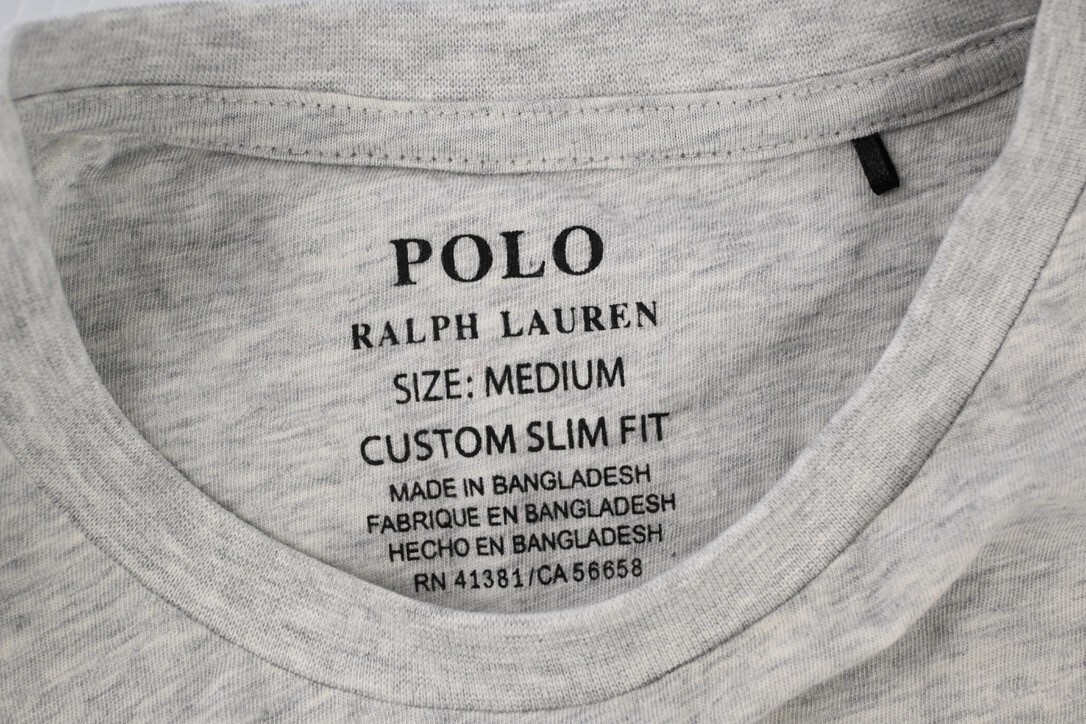 POLO
RALPH LAUREN
SIZE: MEDIUM
CUSTOM SLIM FIT
MADE IN BANGLADESH
FABRIQUE EN BANGLADESH
HECHO EN BANGLADESH
RN 41381/CA 56658